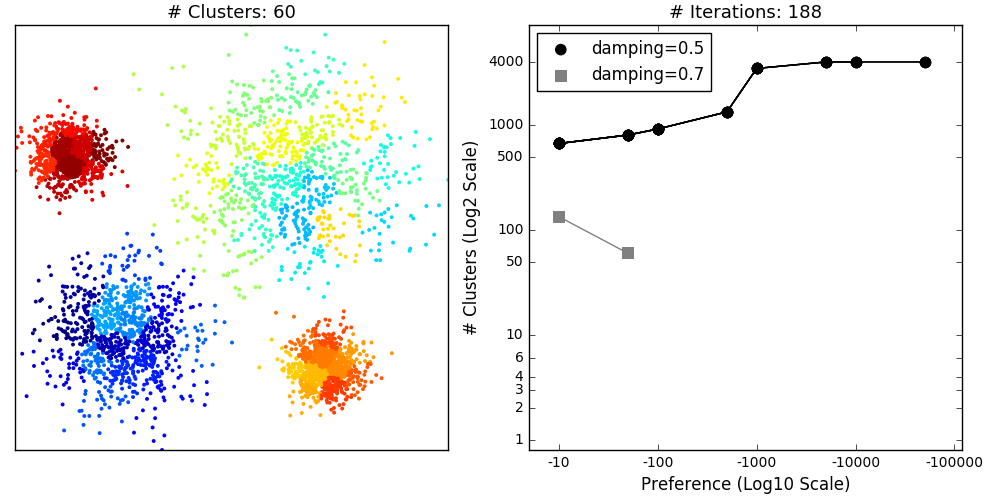 # Clusters: 60
# Iterations: 188
damping=0.5
damping=0.7
# Clusters (Log2 Scale)
4000
1000
500
100
50
10
6
4
3
2
1
-10 -100 -1000 -10000 -100000
Preference (Log10 Scale)